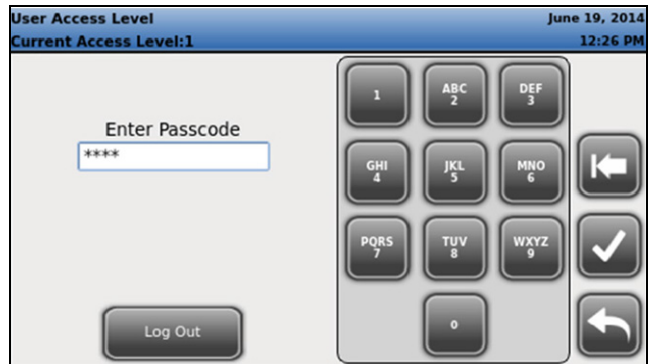 User Access Level
June 19, 2014
Current Access Level:1
12:26 PM
Enter Passcode
****
1
ABC
2
DEF
3
GHI
4
JKL
5
MNO
6
PQRS
7
TUV
8
WXYZ
9
0
Log Out